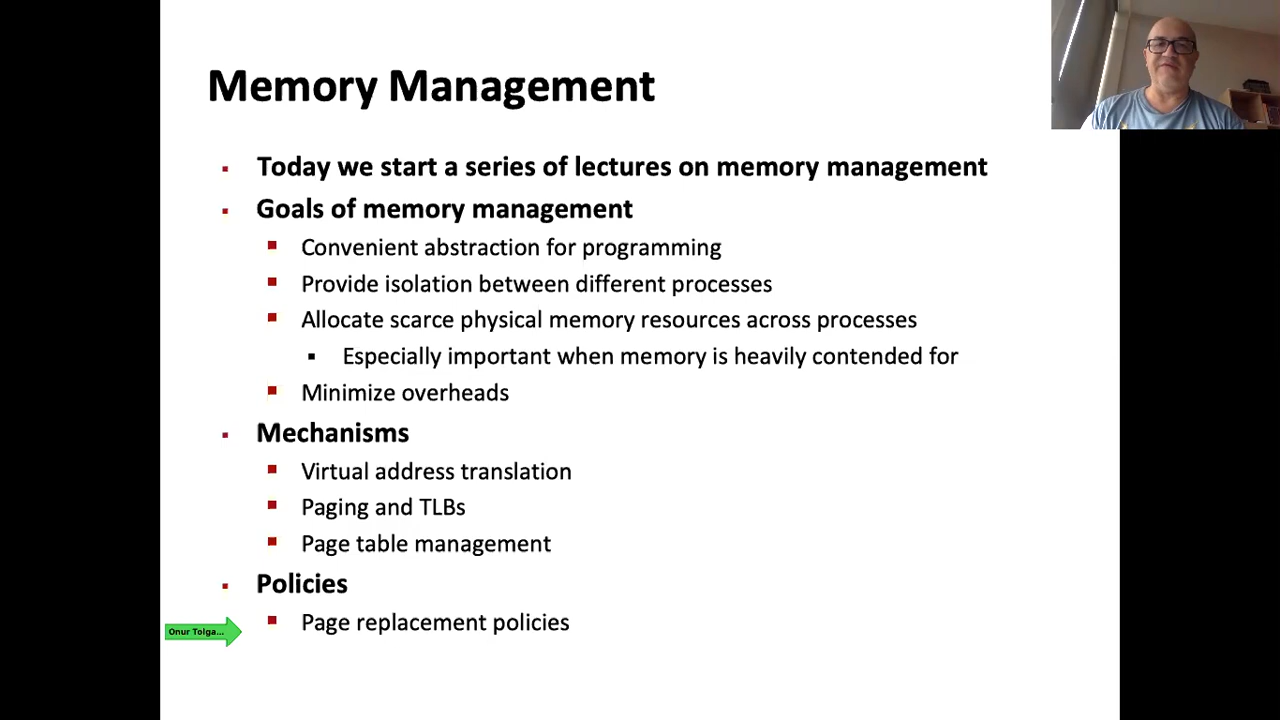 Memory Management
Today we start a series of lectures on memory management
Goals of memory management
Convenient abstraction for programming
Provide isolation between different processes
Allocate scarce physical memory resources across processes
Especially important when memory is heavily contended for
Minimize overheads
Mechanisms
Virtual address translation
Paging and TLBs
Page table management
Policies
Page replacement policies
Onur Tolga...